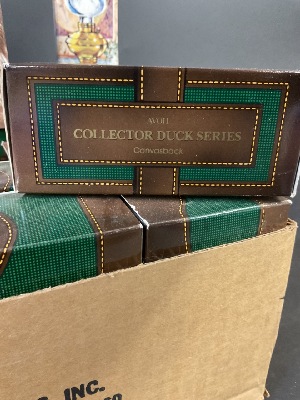 AVON
COLLECTOR DUCK SERIES
Canvasback
INC.